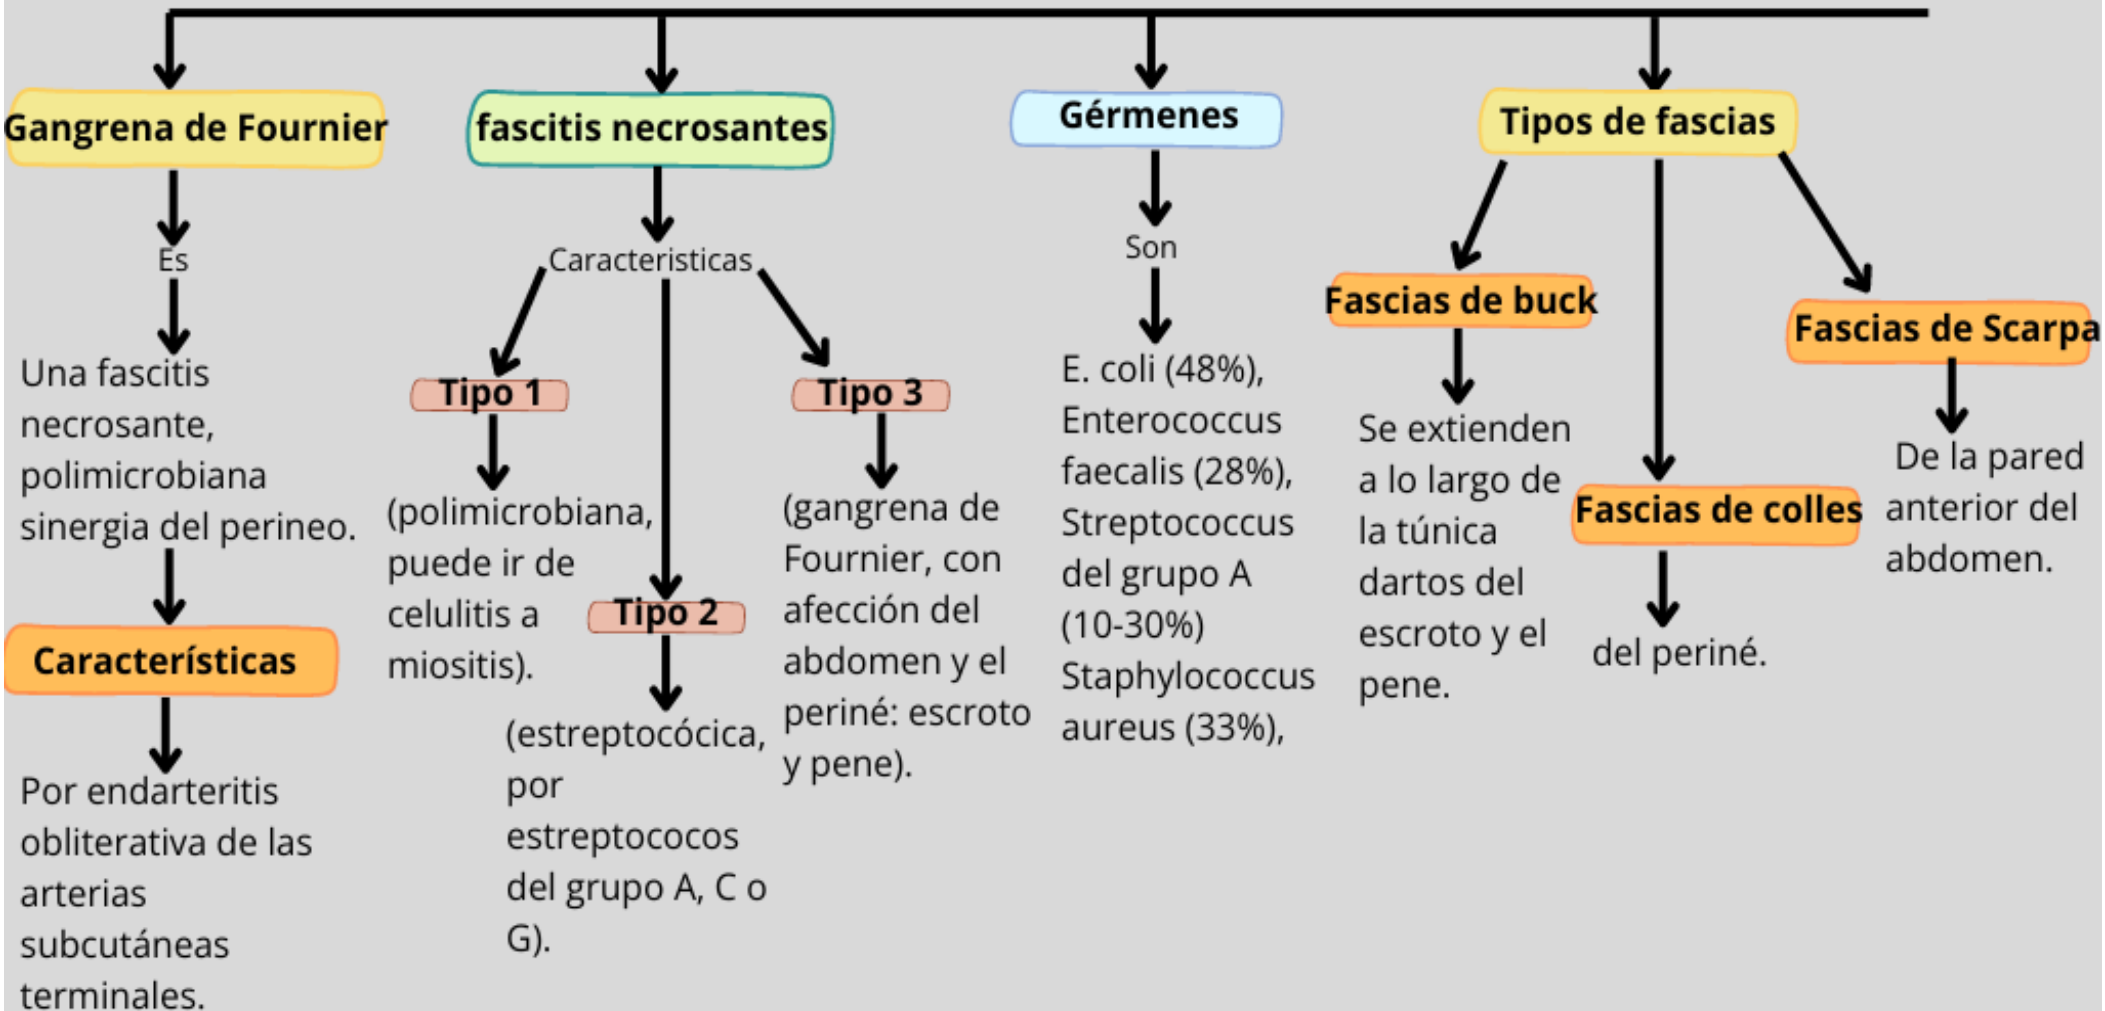 Gangrena de Fournier
Es
Una fascitis
necrosante,
polimicrobiana
sinergia del perineo.
Características
Por endarteritis
obliterativa de las
arterias
subcutáneas
terminales.
fascitis necrosantes
Caracteristicas
Tipo 1
(polimicrobiana,
puede ir de
celulitis a
miositis).
Tipo 2
(estreptocócica,
por
estreptococos
del grupo A, C o
G).
Tipo 3
(gangrena de
Fournier, con
afección del
abdomen y el
periné: escroto
y pene).
Gérmenes
Son
E. coli (48%),
Enterococcus
faecalis (28%),
Streptococcus
del grupo A
(10-30%)
Staphylococcus
aureus (33%),
Tipos de fascias
Fascias de buck
Se extienden
a lo largo de
la túnica
dartos del
escroto y el
pene.
Fascias de colles
del periné.
Fascias de Scarpa
De la pared
anterior del
abdomen.